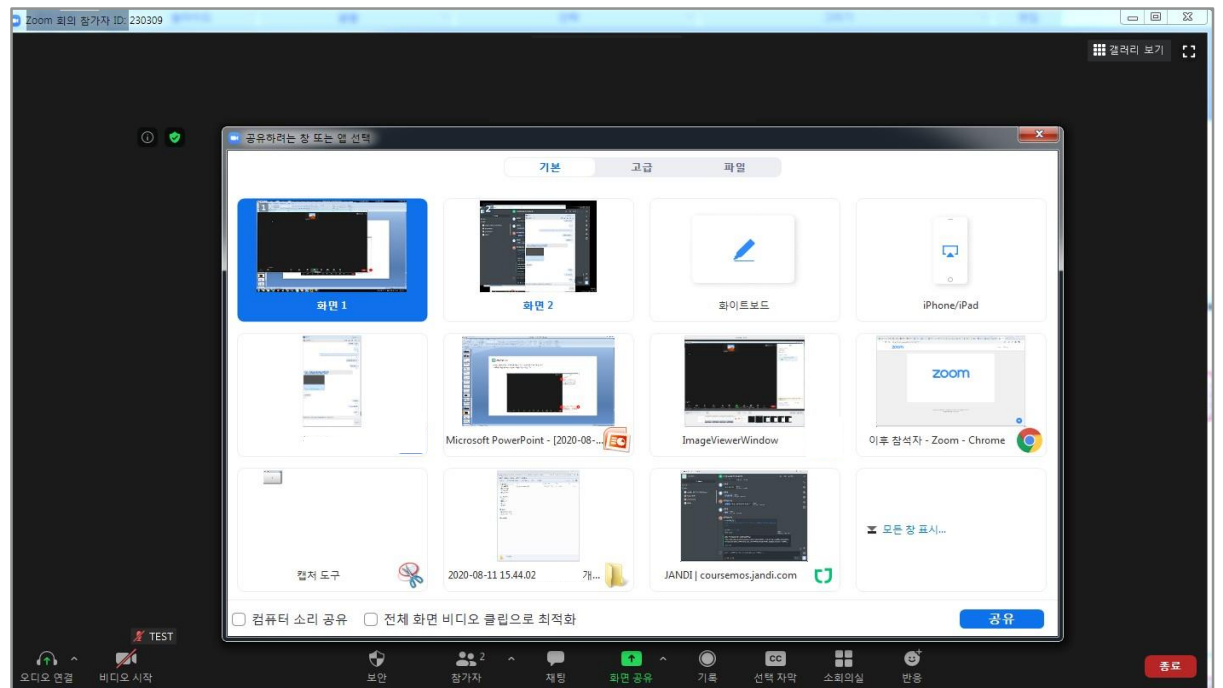 Zoom 회의 참가자 ID: 230309
갤러리 보기
공유하려는 창 또는 앱 선택
기본 고급 파일
화면 1
화면 2
화이트보드
iPhone/iPad
Microsoft PowerPoint - [2020-08-...
ImageViewerWindow
이후 참석자 - Zoom - Chrome
zoom
캡처 도구
2020-08-11 15.44.02 개...
JANDI | coursemos.jandi.com
모든 창 표시...
컴퓨터 소리 공유 전체 화면 비디오 클립으로 최적화
공유
TEST
오디오 연결 비디오 시작 보안 참가자 2 채팅 화면 공유 기록 CC 선택 자막 소회의실 반응 종료